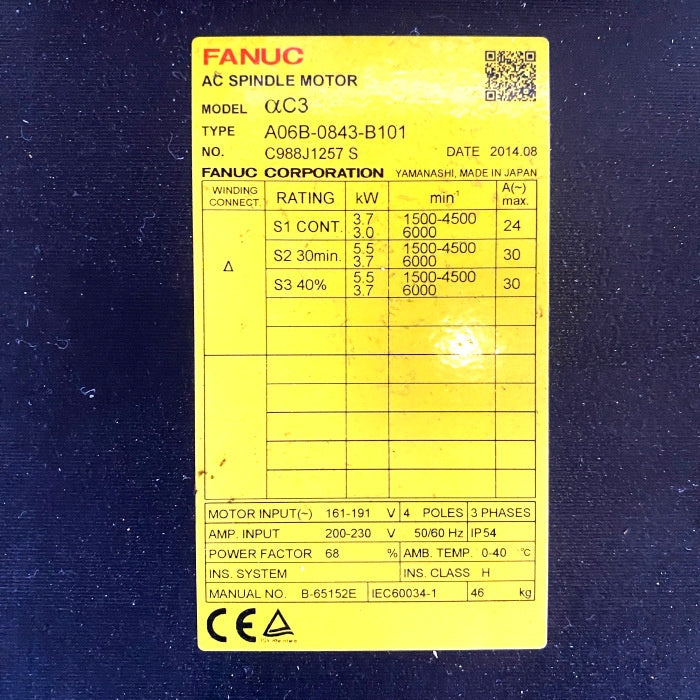 FANUC
AC SPINDLE MOTOR
MODEL αC3
TYPE A06B-0843-B101
NO. C988J1257 S DATE 2014.08
FANUC CORPORATION YAMANASHI, MADE IN JAPAN
WINDING CONNECT. RATING kW min⁻¹ A(~) max.
Δ S1 CONT. 3.7 1500-4500 24
3.0 6000
S2 30min. 5.5 1500-4500 30
3.7 6000
S3 40% 5.5 1500-4500 30
3.7 6000
MOTOR INPUT(~) 161-191 V 4 POLES 3 PHASES
AMP. INPUT 200-230 V 50/60 Hz IP54
POWER FACTOR 68 % AMB. TEMP. 0-40 ℃
INS. SYSTEM INS. CLASS H
MANUAL NO. B-65152E IEC60034-1 46 kg
CE